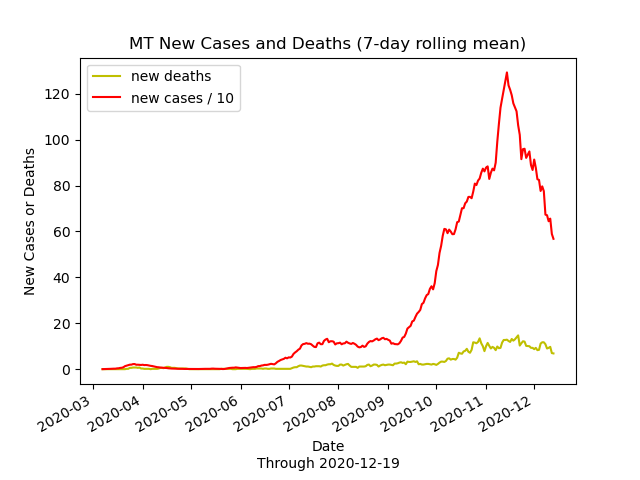 MT New Cases and Deaths (7-day rolling mean)
new deaths
new cases / 10
New Cases or Deaths
120
100
80
60
40
20
0
2020-03
2020-04
2020-05
2020-06
2020-07
2020-08
2020-09
2020-10
2020-11
2020-12
Date
Through 2020-12-19